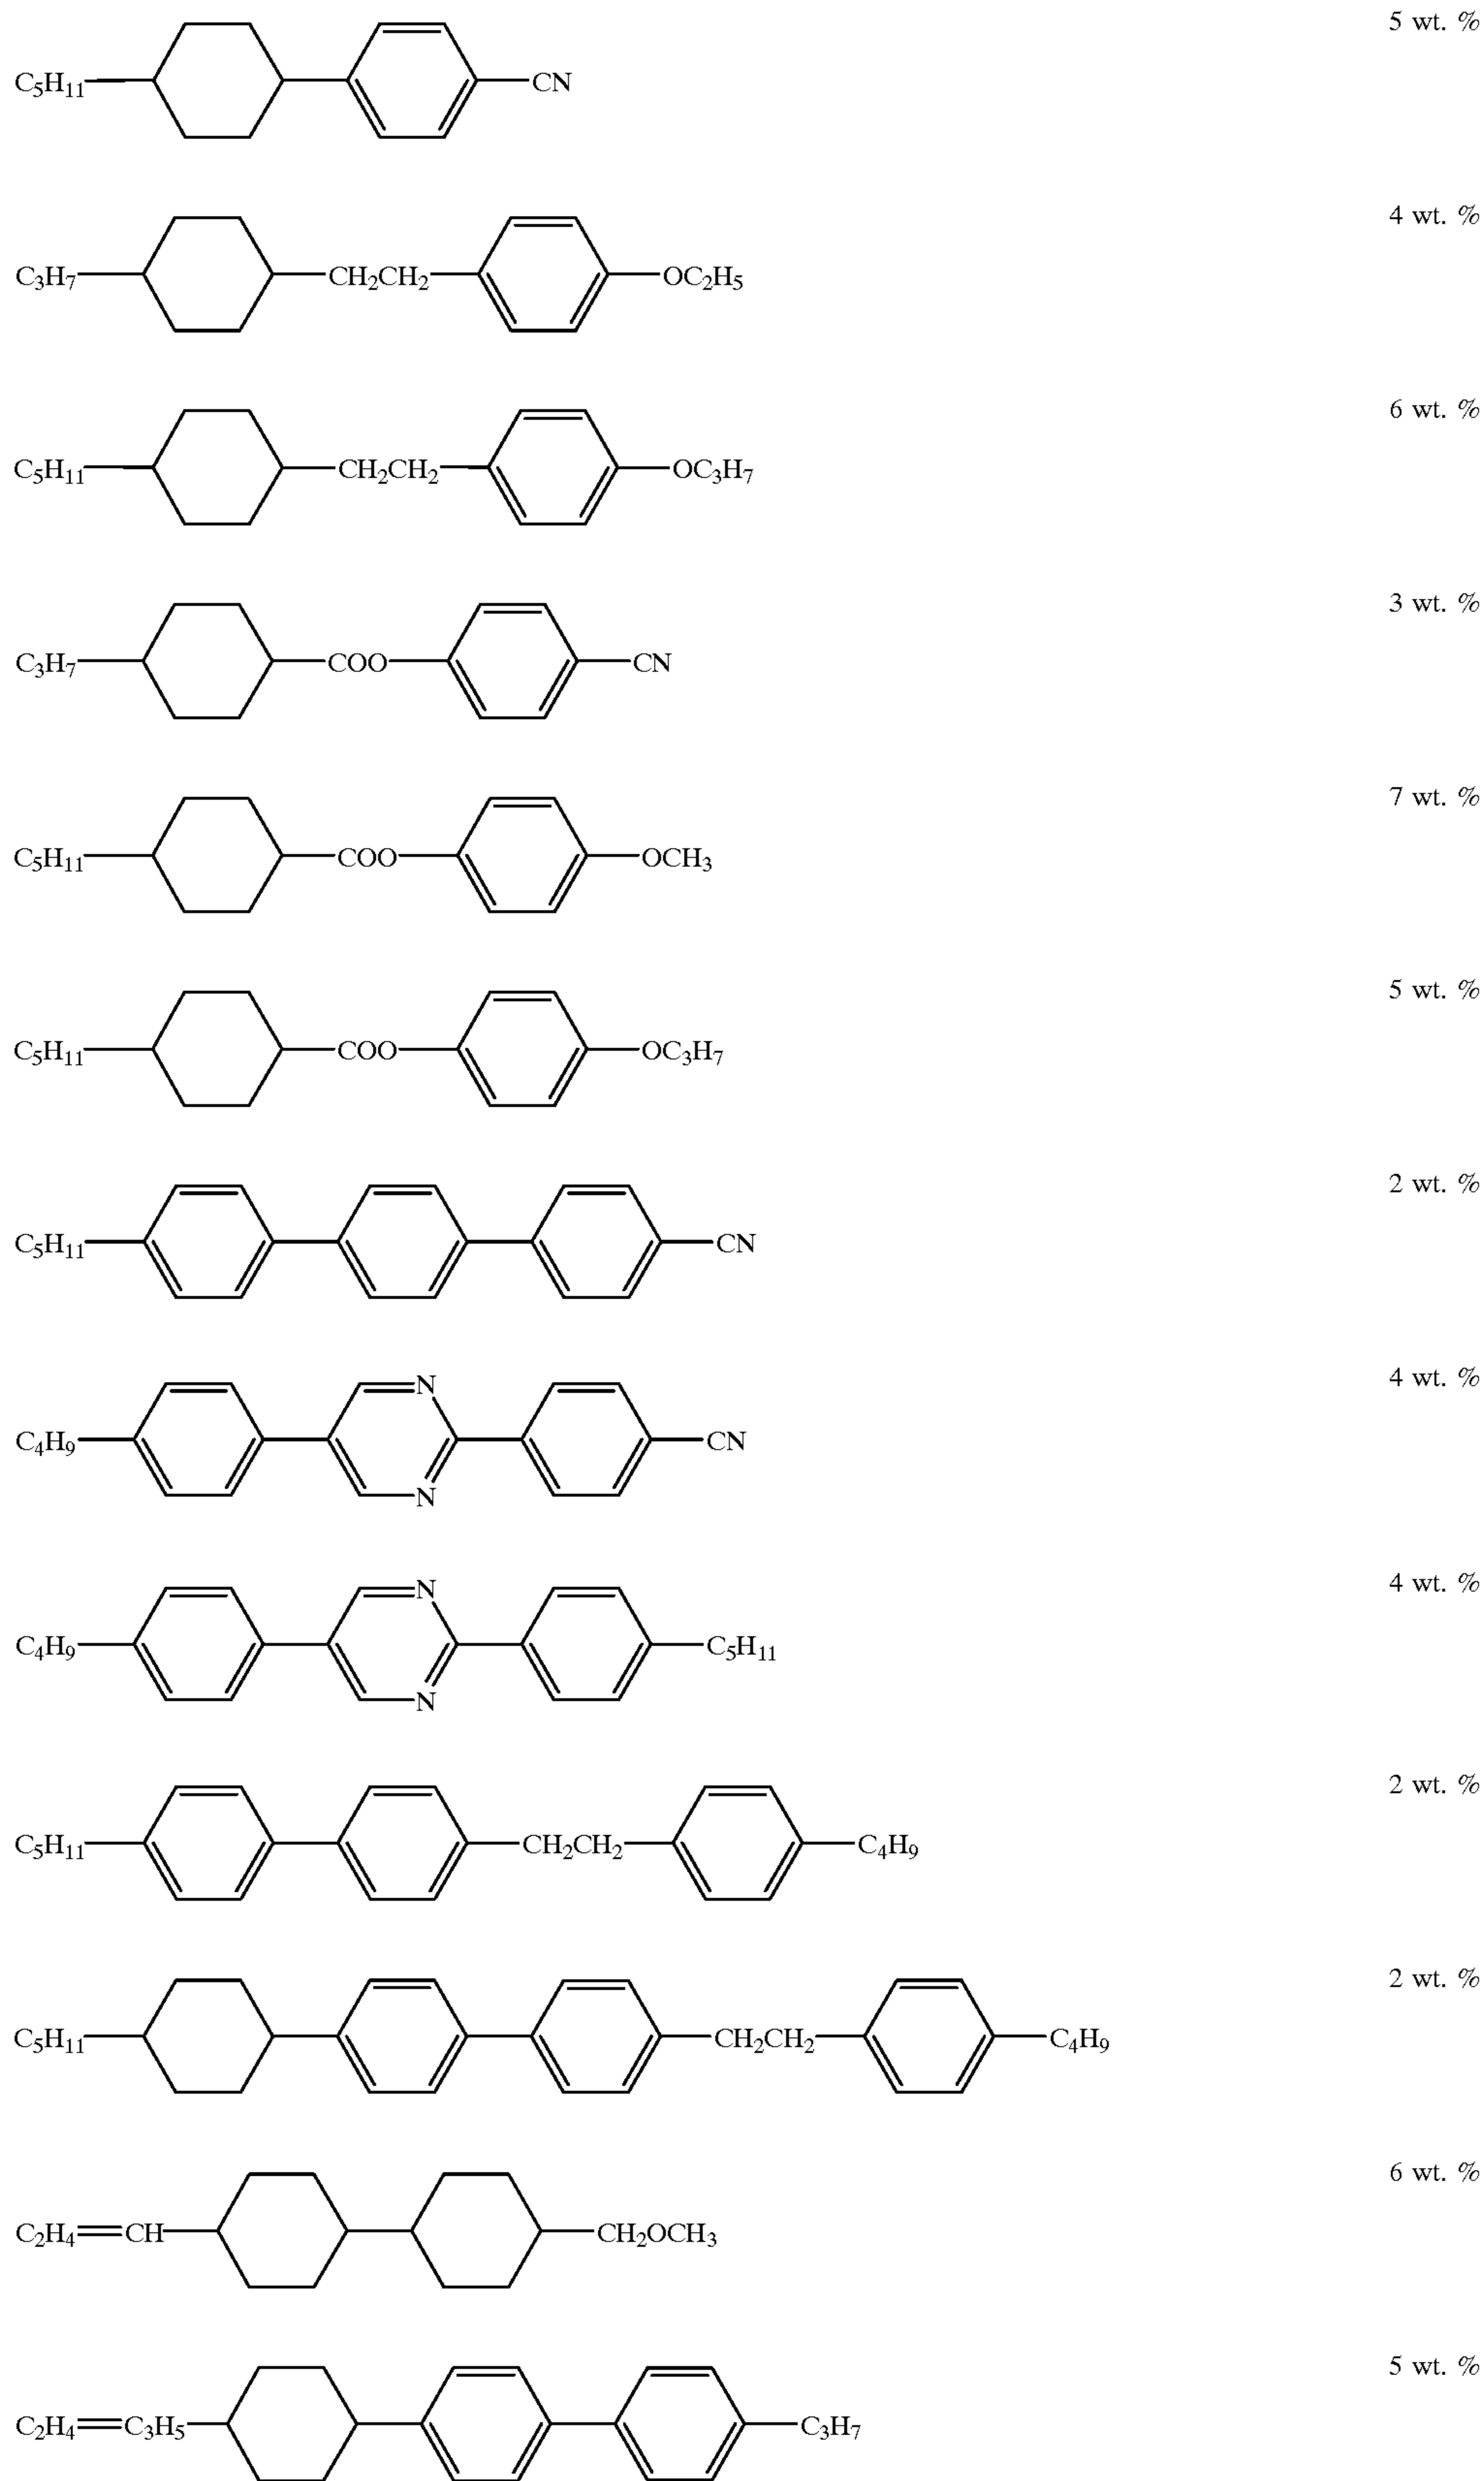 5 wt. %
C5H11 CN
4 wt. %
C3H7 CH2CH2 OC2H5
6 wt. %
C5H11 CH2CH2 OC3H7
3 wt. %
C3H7 COO CN
7 wt. %
C5H11 COO OCH3
5 wt. %
C5H11 COO OC3H7
2 wt. %
C5H11 CN
4 wt. %
N
C4H9 CN
N
4 wt. %
N
C4H9 C5H11
N
2 wt. %
C5H11 CH2CH2 C4H9
2 wt. %
C5H11 CH2CH2 C4H9
6 wt. %
C2H4=CH CH2OCH3
5 wt. %
C2H4=C3H5 C3H7